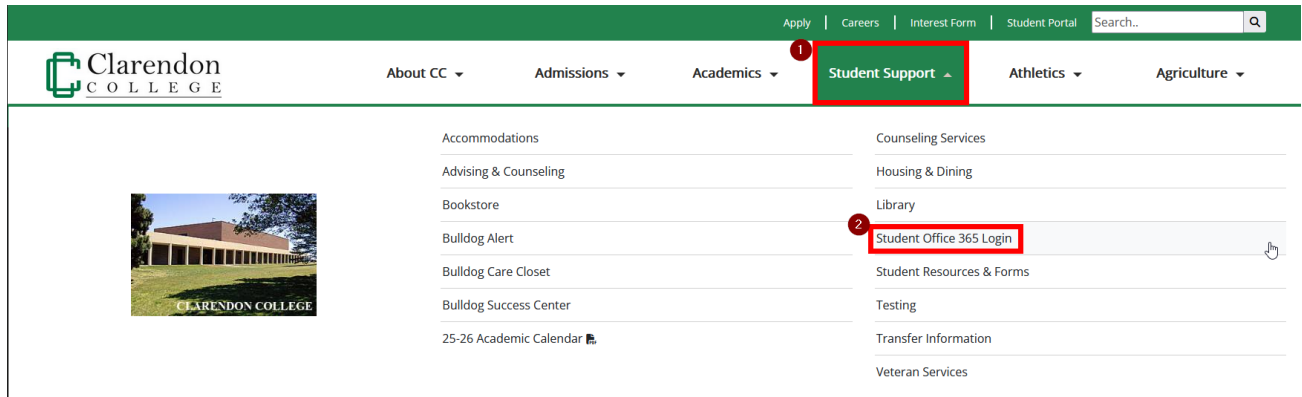 Apply
Careers
Interest Form
Student Portal
Search..
1
Clarendon
COLLEGE
About CC
Admissions
Academics
Student Support
Athletics
Agriculture
Accommodations
Advising & Counseling
Bookstore
Bulldog Alert
Bulldog Care Closet
Bulldog Success Center
25-26 Academic Calendar
Counseling Services
Housing & Dining
Library
2
Student Office 365 Login
Student Resources & Forms
Testing
Transfer Information
Veteran Services
CLARENDON COLLEGE